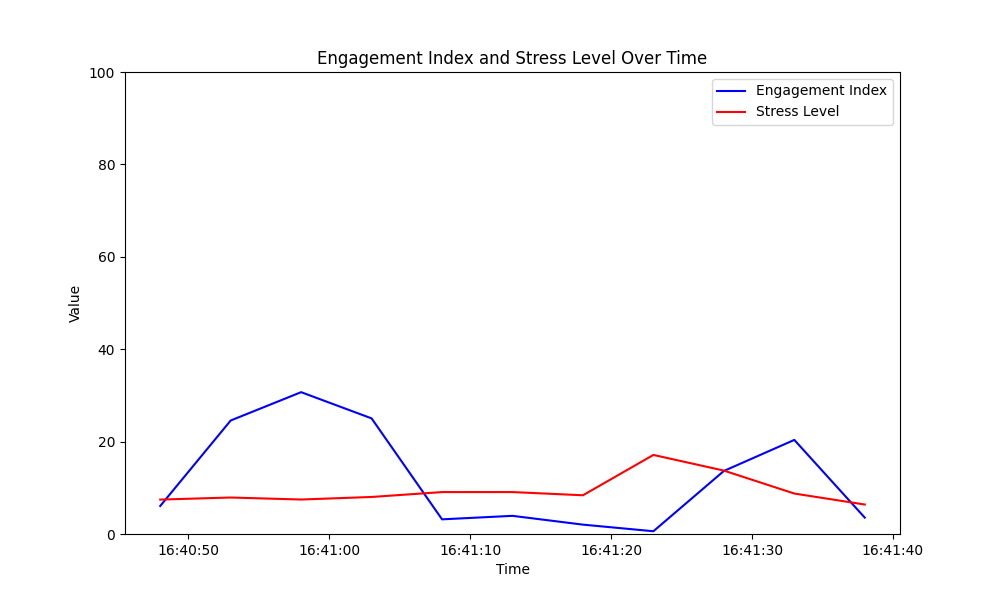 Engagement Index and Stress Level Over Time
Engagement Index
Stress Level
100
80
60
40
20
0
Value
16:40:50 16:41:00 16:41:10 16:41:20 16:41:30 16:41:40
Time